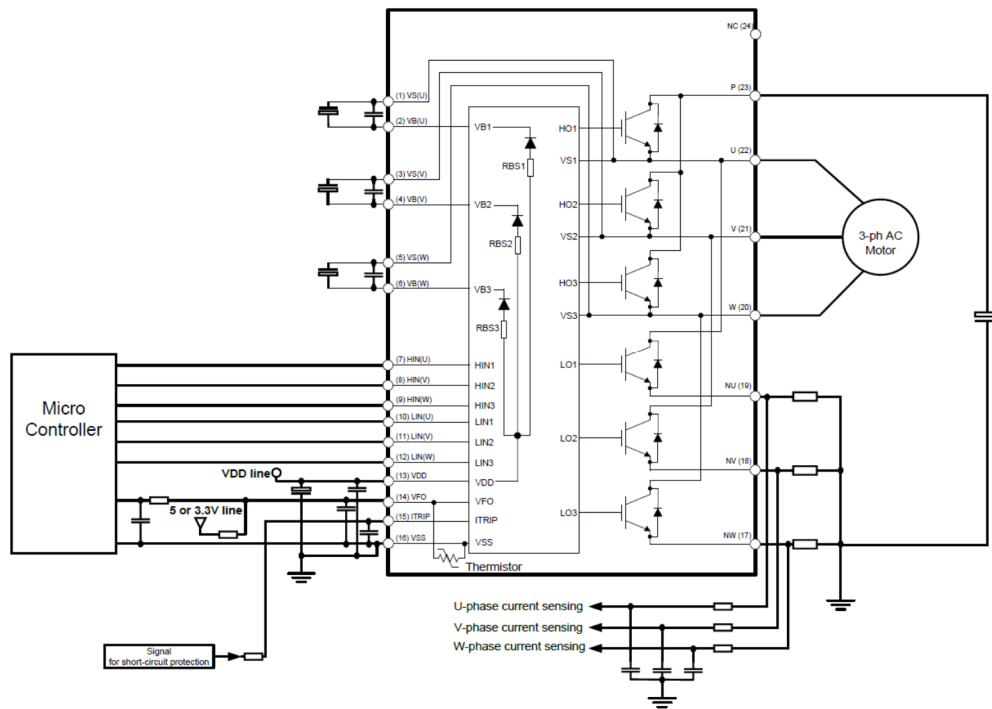 NC (24)
P (23)
(1) VS(U)
(2) VB(U)
VB1
HO1
RBS1
VS1
U (22)
(3) VS(V)
(4) VB(V)
VB2
HO2
RBS2
VS2
V (21)
3-ph AC
Motor
(5) VS(W)
(6) VB(W)
VB3
HO3
RBS3
VS3
W (20)
Micro
Controller
(7) HIN(U)
HIN1
LO1
(8) HIN(V)
HIN2
NU (19)
(9) HIN(W)
HIN3
(10) LIN(U)
LIN1
(11) LIN(V)
LIN2
LO2
(12) LIN(W)
LIN3
NV (18)
VDD line
(13) VDD
VDD
(14) VFO
VFO
5 or 3.3V line
(15) ITRIP
ITRIP
LO3
(16) VSS
VSS
NW (17)
Thermistor
U-phase current sensing
V-phase current sensing
W-phase current sensing
Signal
for short-circuit protection